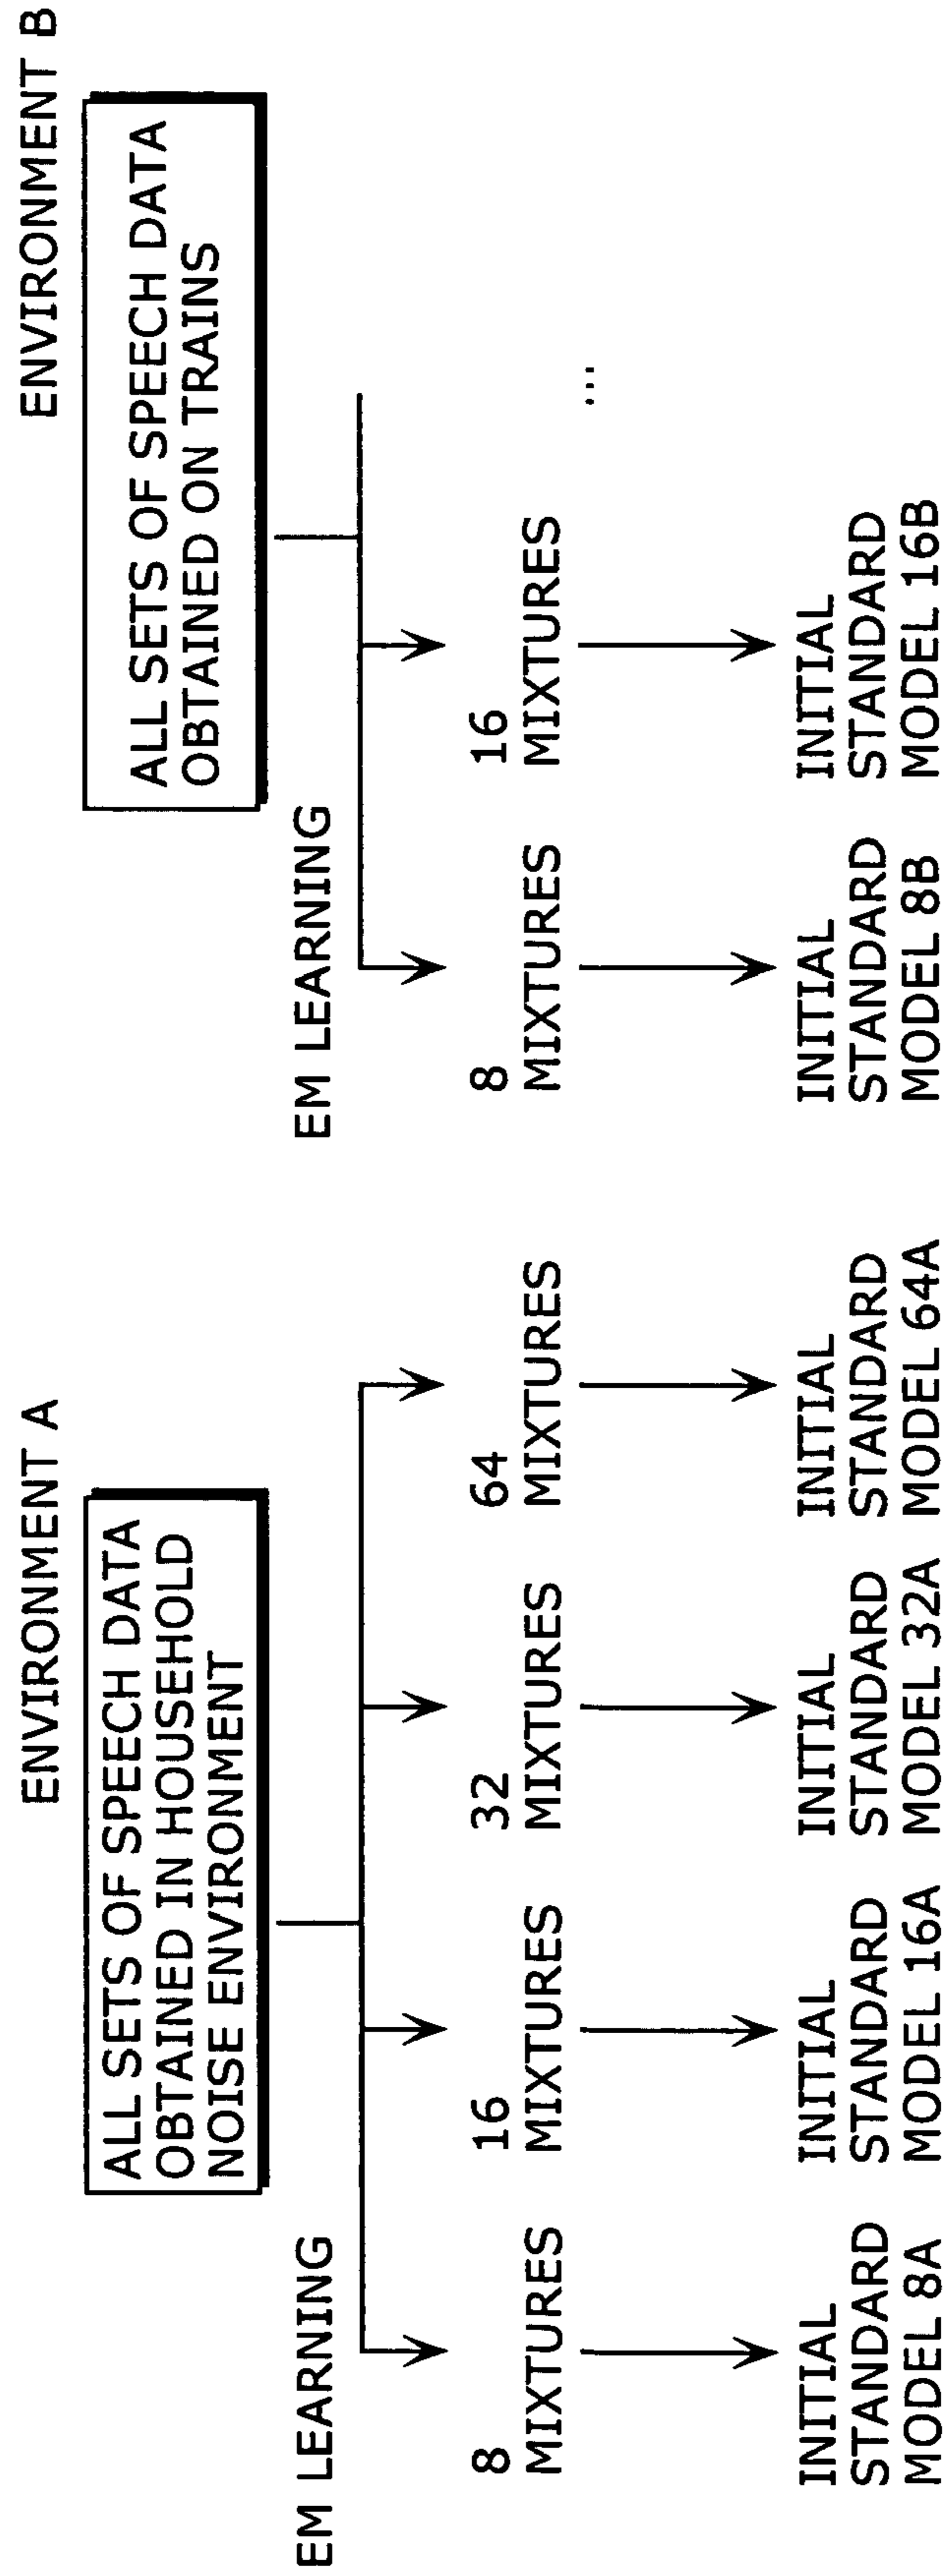 ENVIRONMENT A
ALL SETS OF SPEECH DATA
OBTAINED IN HOUSEHOLD
NOISE ENVIRONMENT
EM LEARNING
8
MIXTURES
16
MIXTURES
32
MIXTURES
64
MIXTURES
INITIAL
STANDARD
MODEL 8A
INITIAL
STANDARD
MODEL 16A
INITIAL
STANDARD
MODEL 32A
INITIAL
STANDARD
MODEL 64A
ENVIRONMENT B
ALL SETS OF SPEECH DATA
OBTAINED ON TRAINS
EM LEARNING
8
MIXTURES
16
MIXTURES
...
INITIAL
STANDARD
MODEL 8B
INITIAL
STANDARD
MODEL 16B